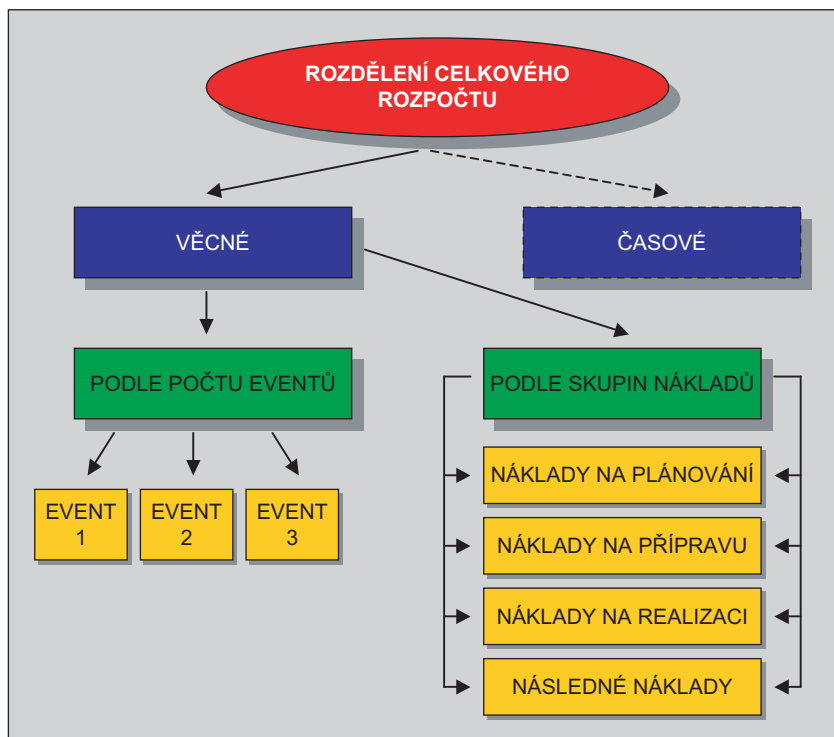 ROZDĚLENÍ CELKOVÉHO
ROZPOČTU
VĚCNÉ
ČASOVÉ
PODLE POČTU EVENTŮ
PODLE SKUPIN NÁKLADŮ
EVENT
1
EVENT
2
EVENT
3
NÁKLADY NA PLÁNOVÁNÍ
NÁKLADY NA PŘÍPRAVU
NÁKLADY NA REALIZACI
NÁSLEDNÉ NÁKLADY